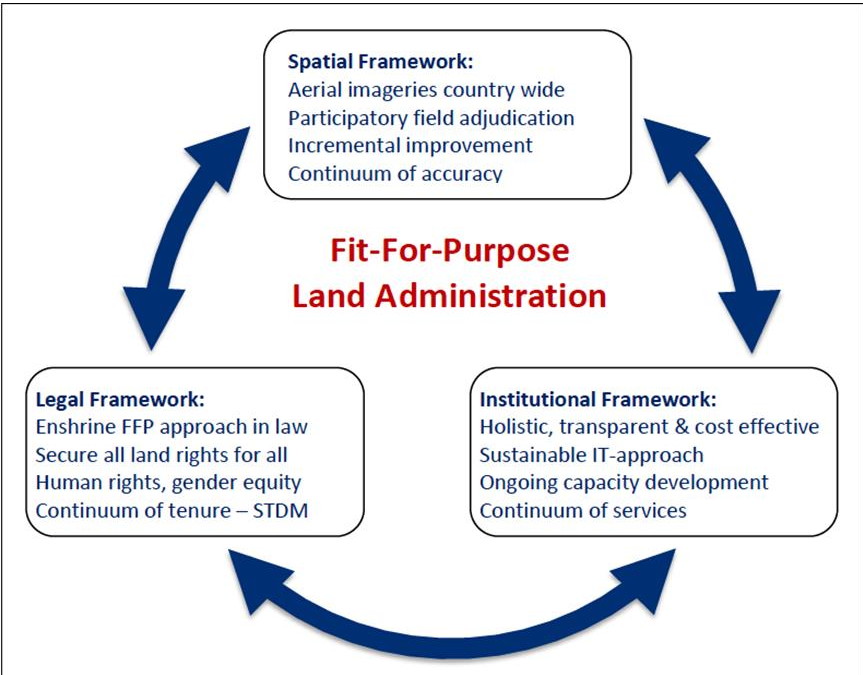 Spatial Framework:
Aerial imageries country wide
Participatory field adjudication
Incremental improvement
Continuum of accuracy
Fit-For-Purpose
Land Administration
Legal Framework:
Enshrine FFP approach in law
Secure all land rights for all
Human rights, gender equity
Continuum of tenure – STDM
Institutional Framework:
Holistic, transparent & cost effective
Sustainable IT-approach
Ongoing capacity development
Continuum of services